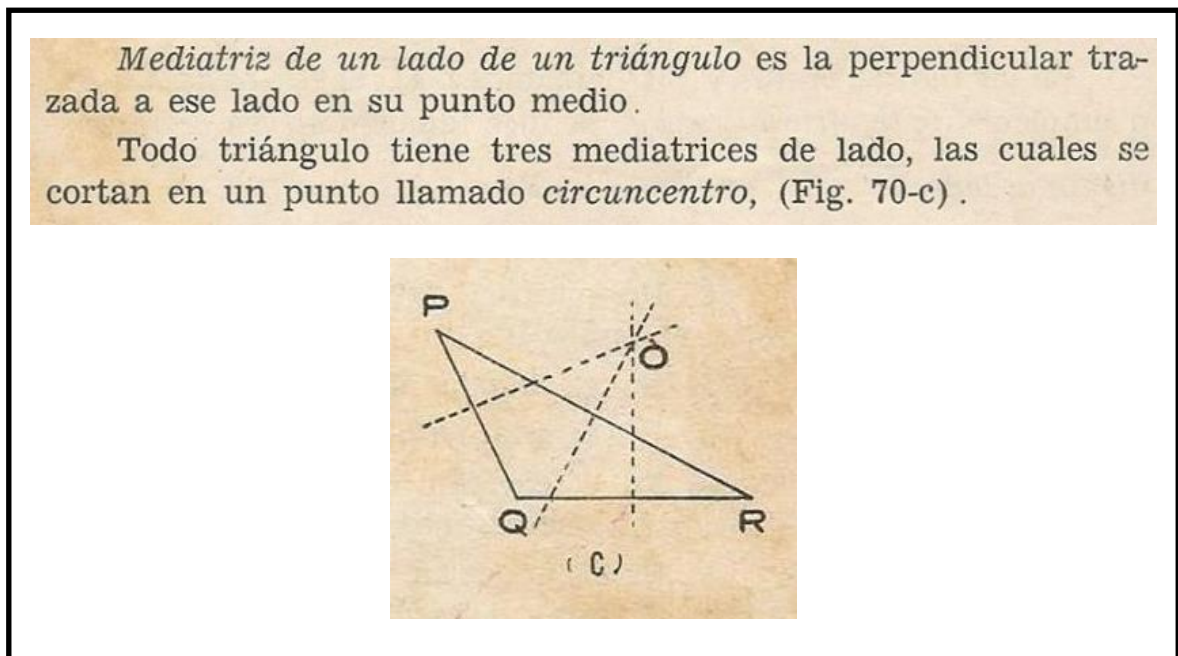 Mediatriz de un lado de un triángulo es la perpendicular tra-
zada a ese lado en su punto medio.
Todo triángulo tiene tres mediatrices de lado, las cuales se
cortan en un punto llamado circuncentro, (Fig. 70-c).
P
O
Q
R
(C)